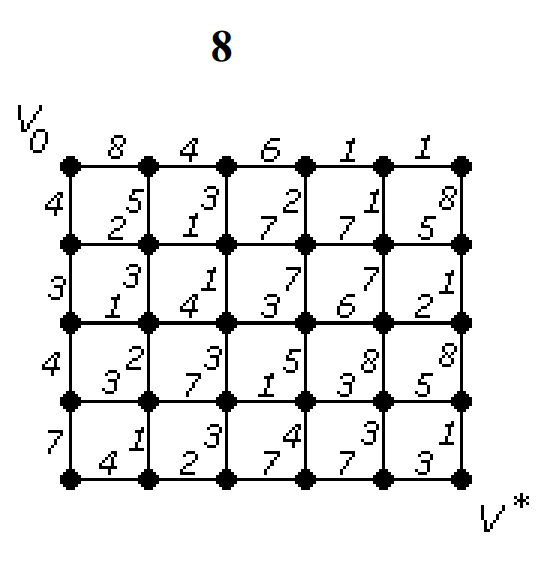 8
V₀
8 4 6 1 1
4 5 3 2 1 8
2 1 7 7 5
3 3 1 7 7 1
1 4 3 6 2
4 2 3 5 8 8
3 7 1 3 5
7 1 3 4 3 1
4 2 7 7 3
V*